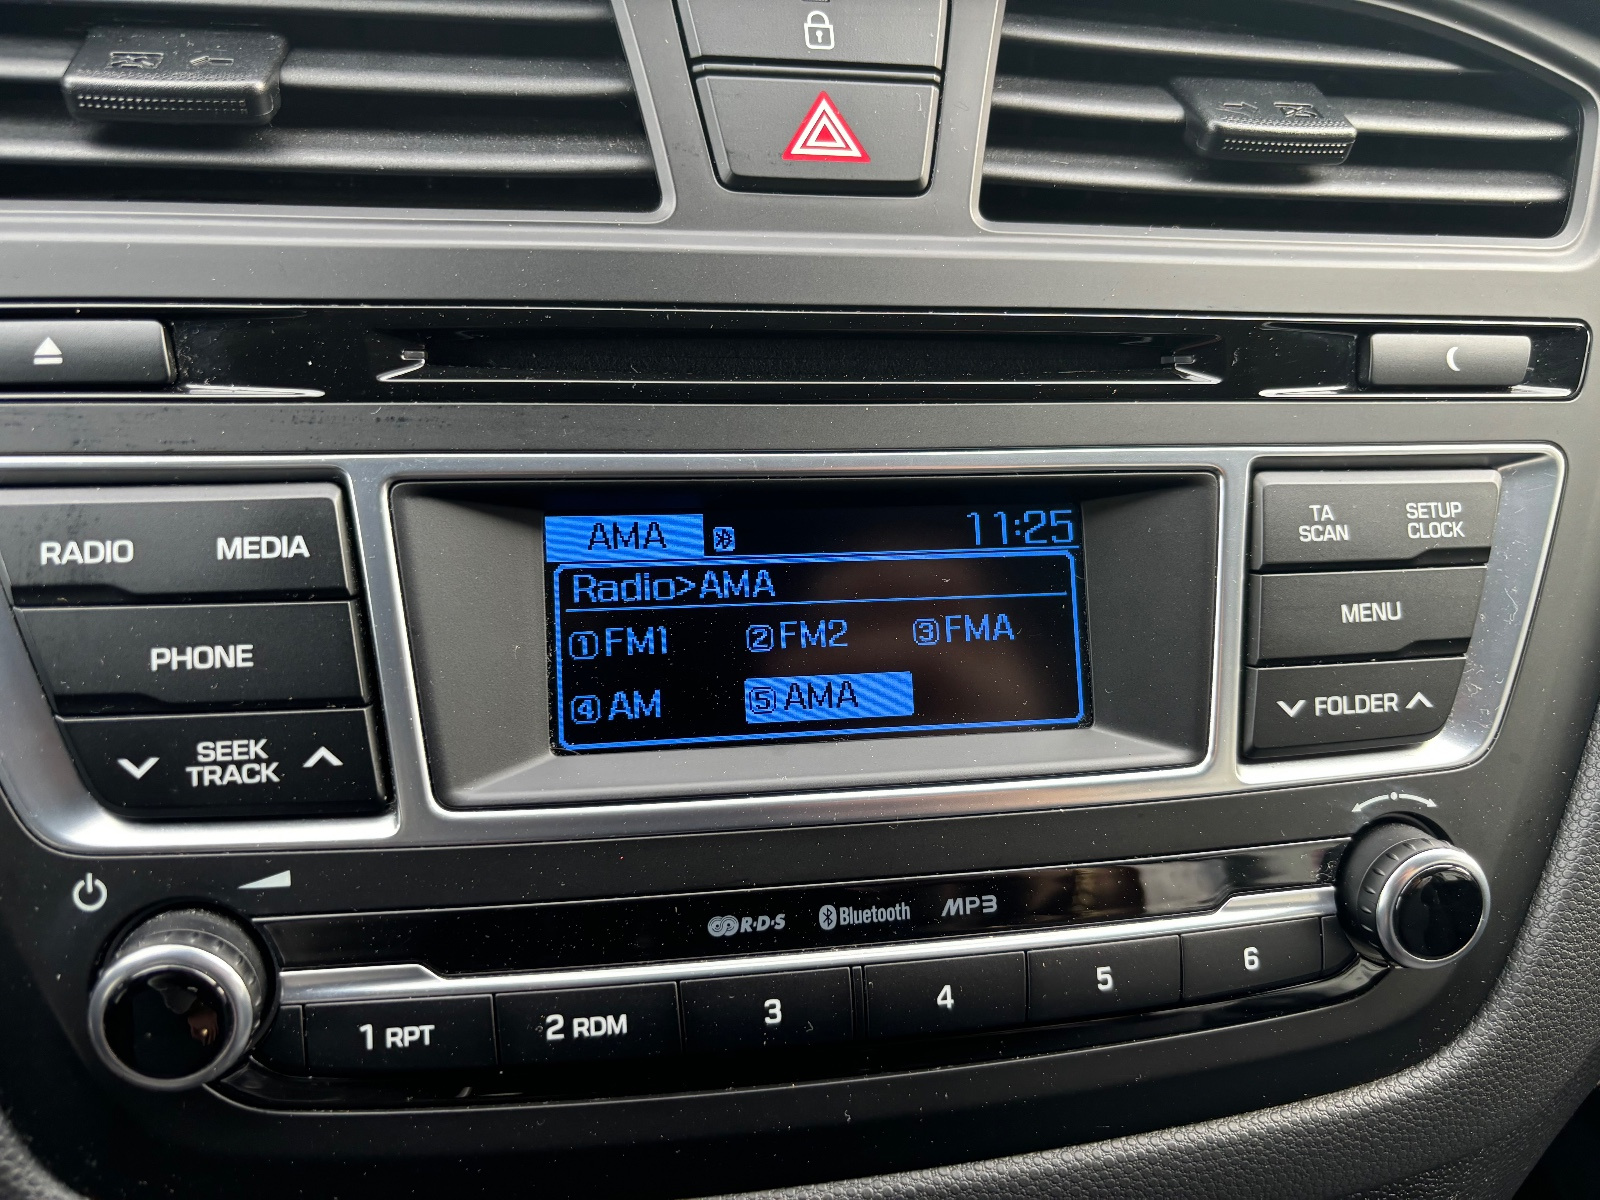 AMA 11:25
Radio>AMA
①FM1 ②FM2 ③FMA
④AM ⑤AMA
RADIO MEDIA
PHONE
SEEK
TRACK
TA
SCAN
SETUP
CLOCK
MENU
FOLDER
R·D·S Bluetooth MP3
1 RPT 2 RDM 3 4 5 6